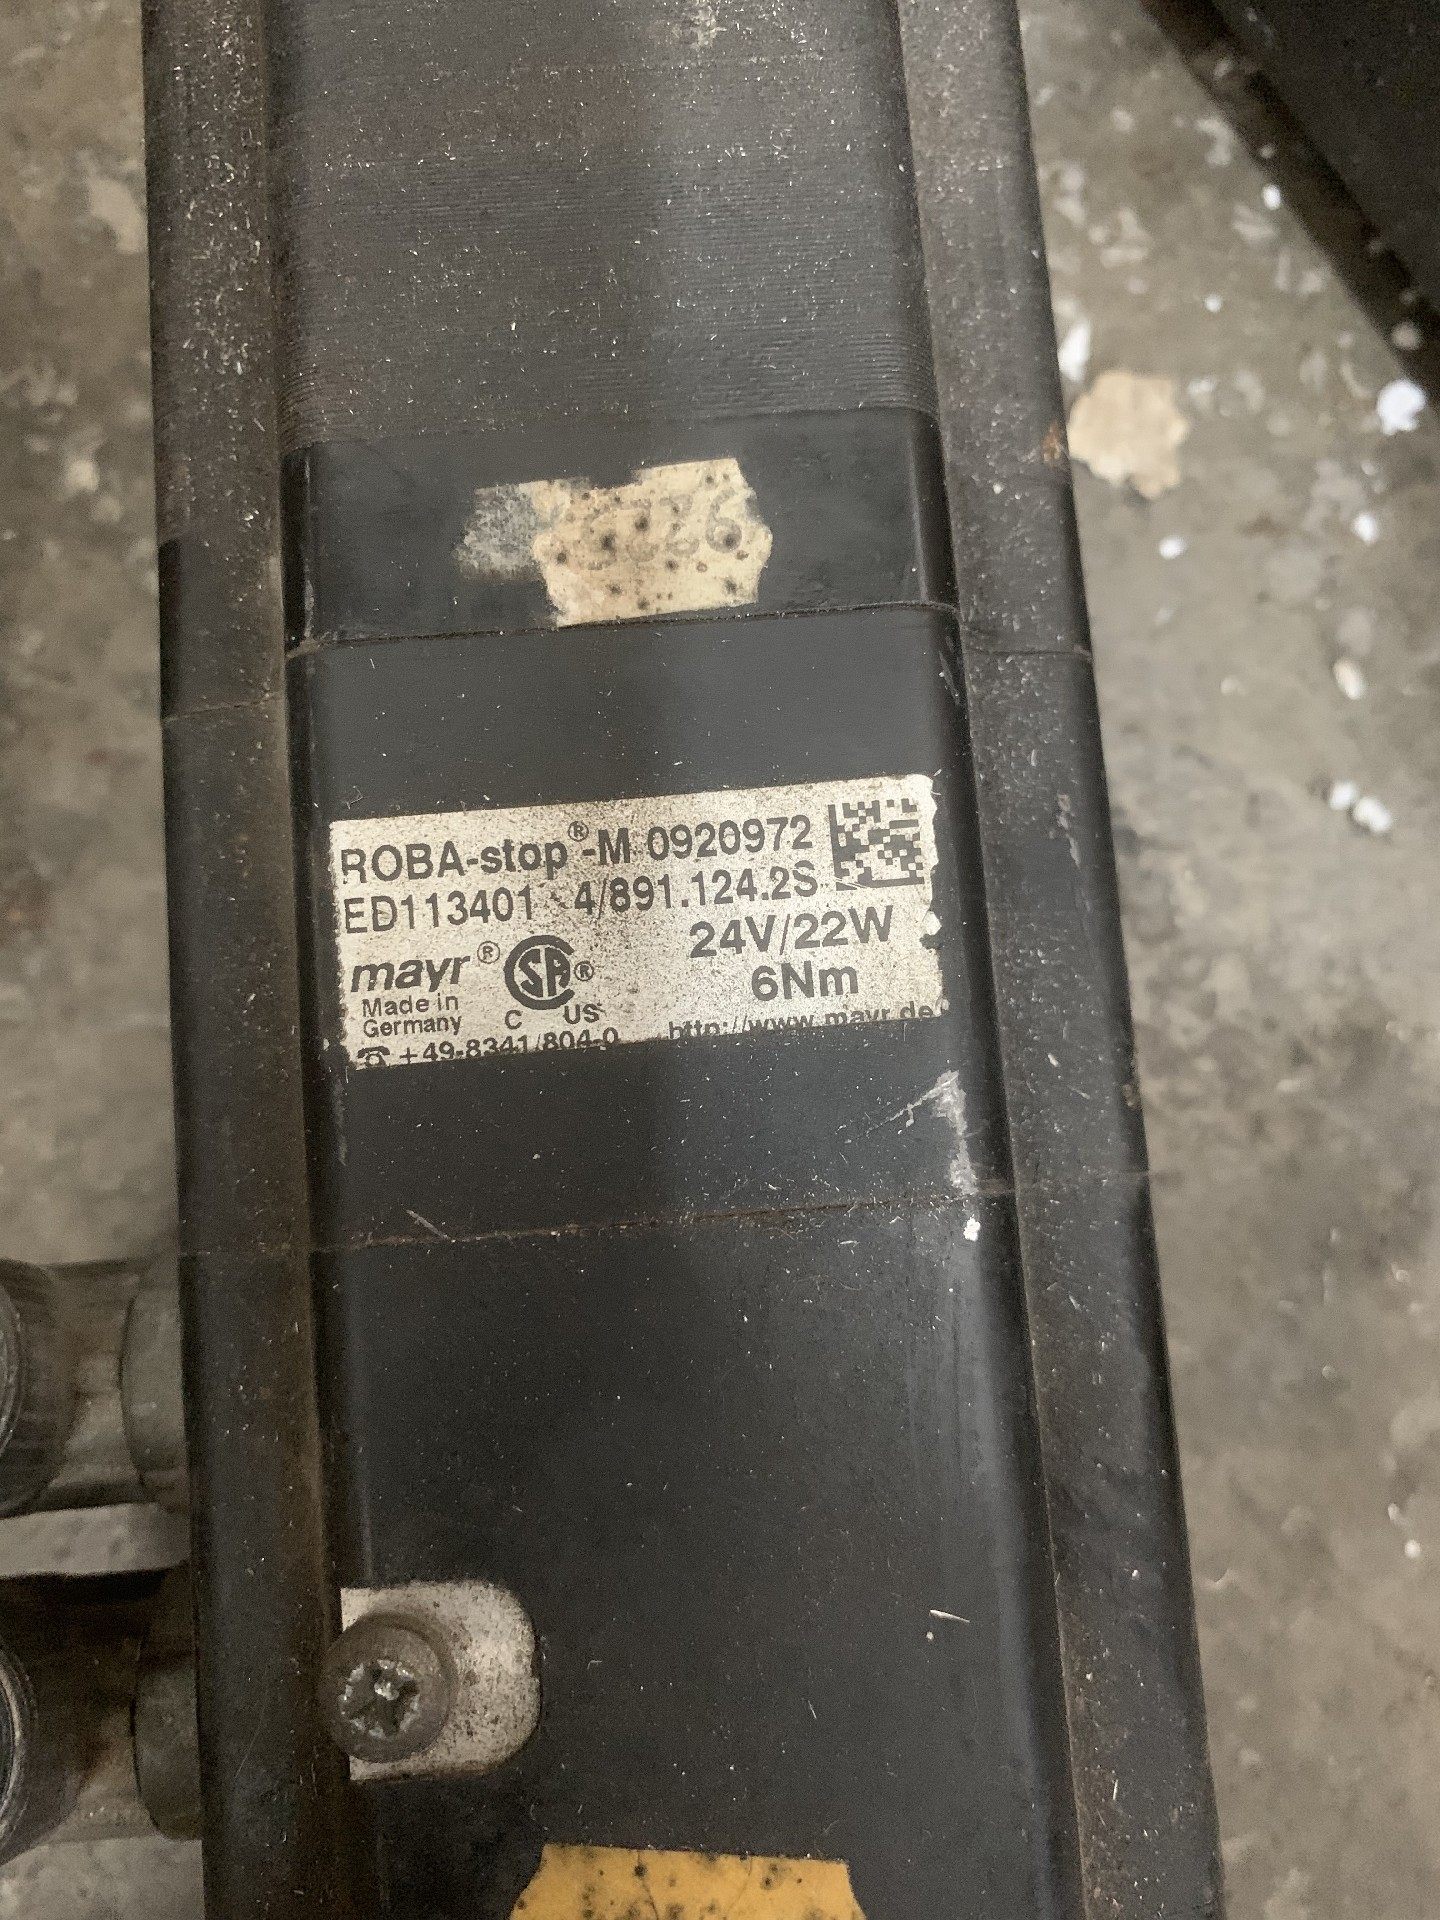 ROBA-stop®-M 0920972
ED113401 4/891.124.2S
24V/22W
6Nm
mayr®
Made in
Germany
SA®
C US
+49-8341/804-0 http://www.mayr.de